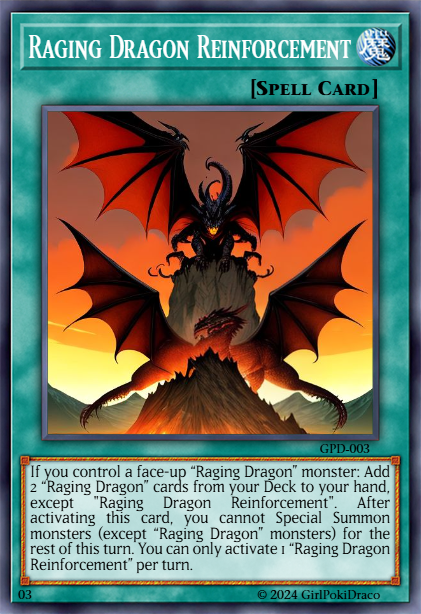 Raging Dragon Reinforcement 魔
[Spell Card]
GPD-003
If you control a face-up “Raging Dragon” monster: Add
2 “Raging Dragon” cards from your Deck to your hand,
except "Raging Dragon Reinforcement". After
activating this card, you cannot Special Summon
monsters (except “Raging Dragon” monsters) for the
rest of this turn. You can only activate 1 “Raging Dragon
Reinforcement” per turn.
03 © 2024 GirlPokiDraco